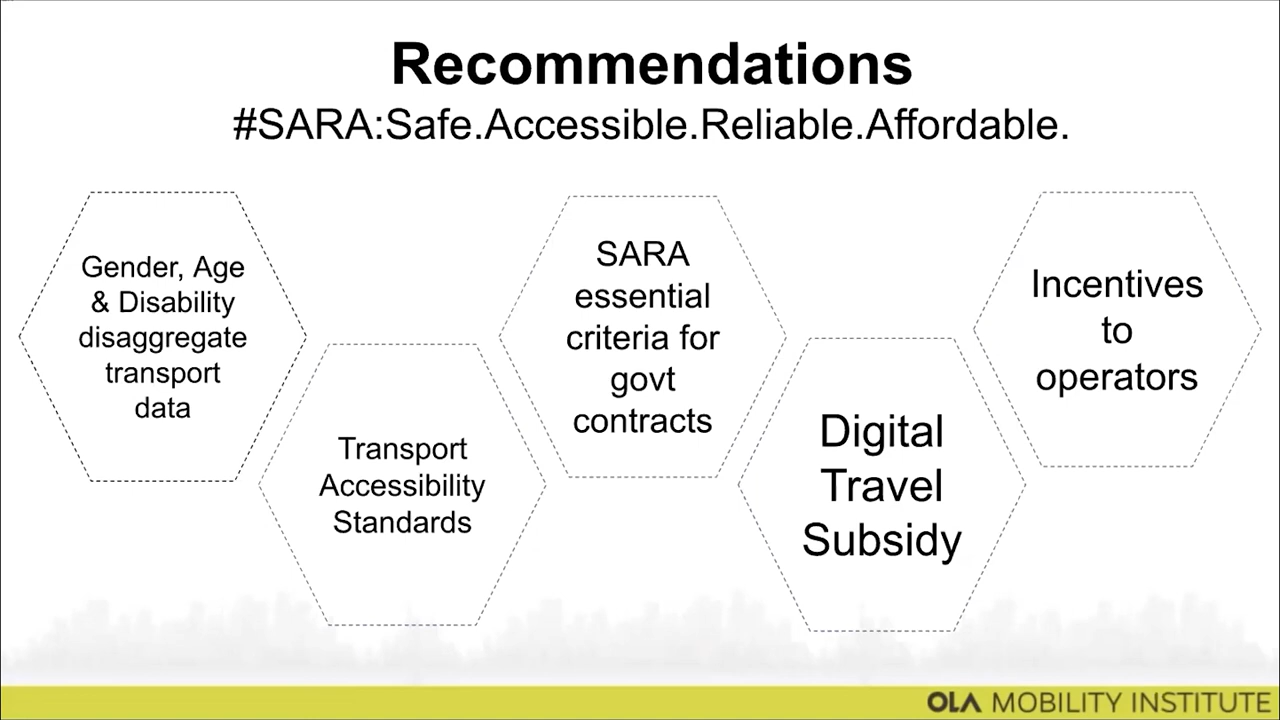 Recommendations
#SARA:Safe.Accessible.Reliable.Affordable.
Gender, Age
& Disability
disaggregate
transport
data
Transport
Accessibility
Standards
SARA
essential
criteria for
govt
contracts
Digital
Travel
Subsidy
Incentives
to
operators
OLA MOBILITY INSTITUTE